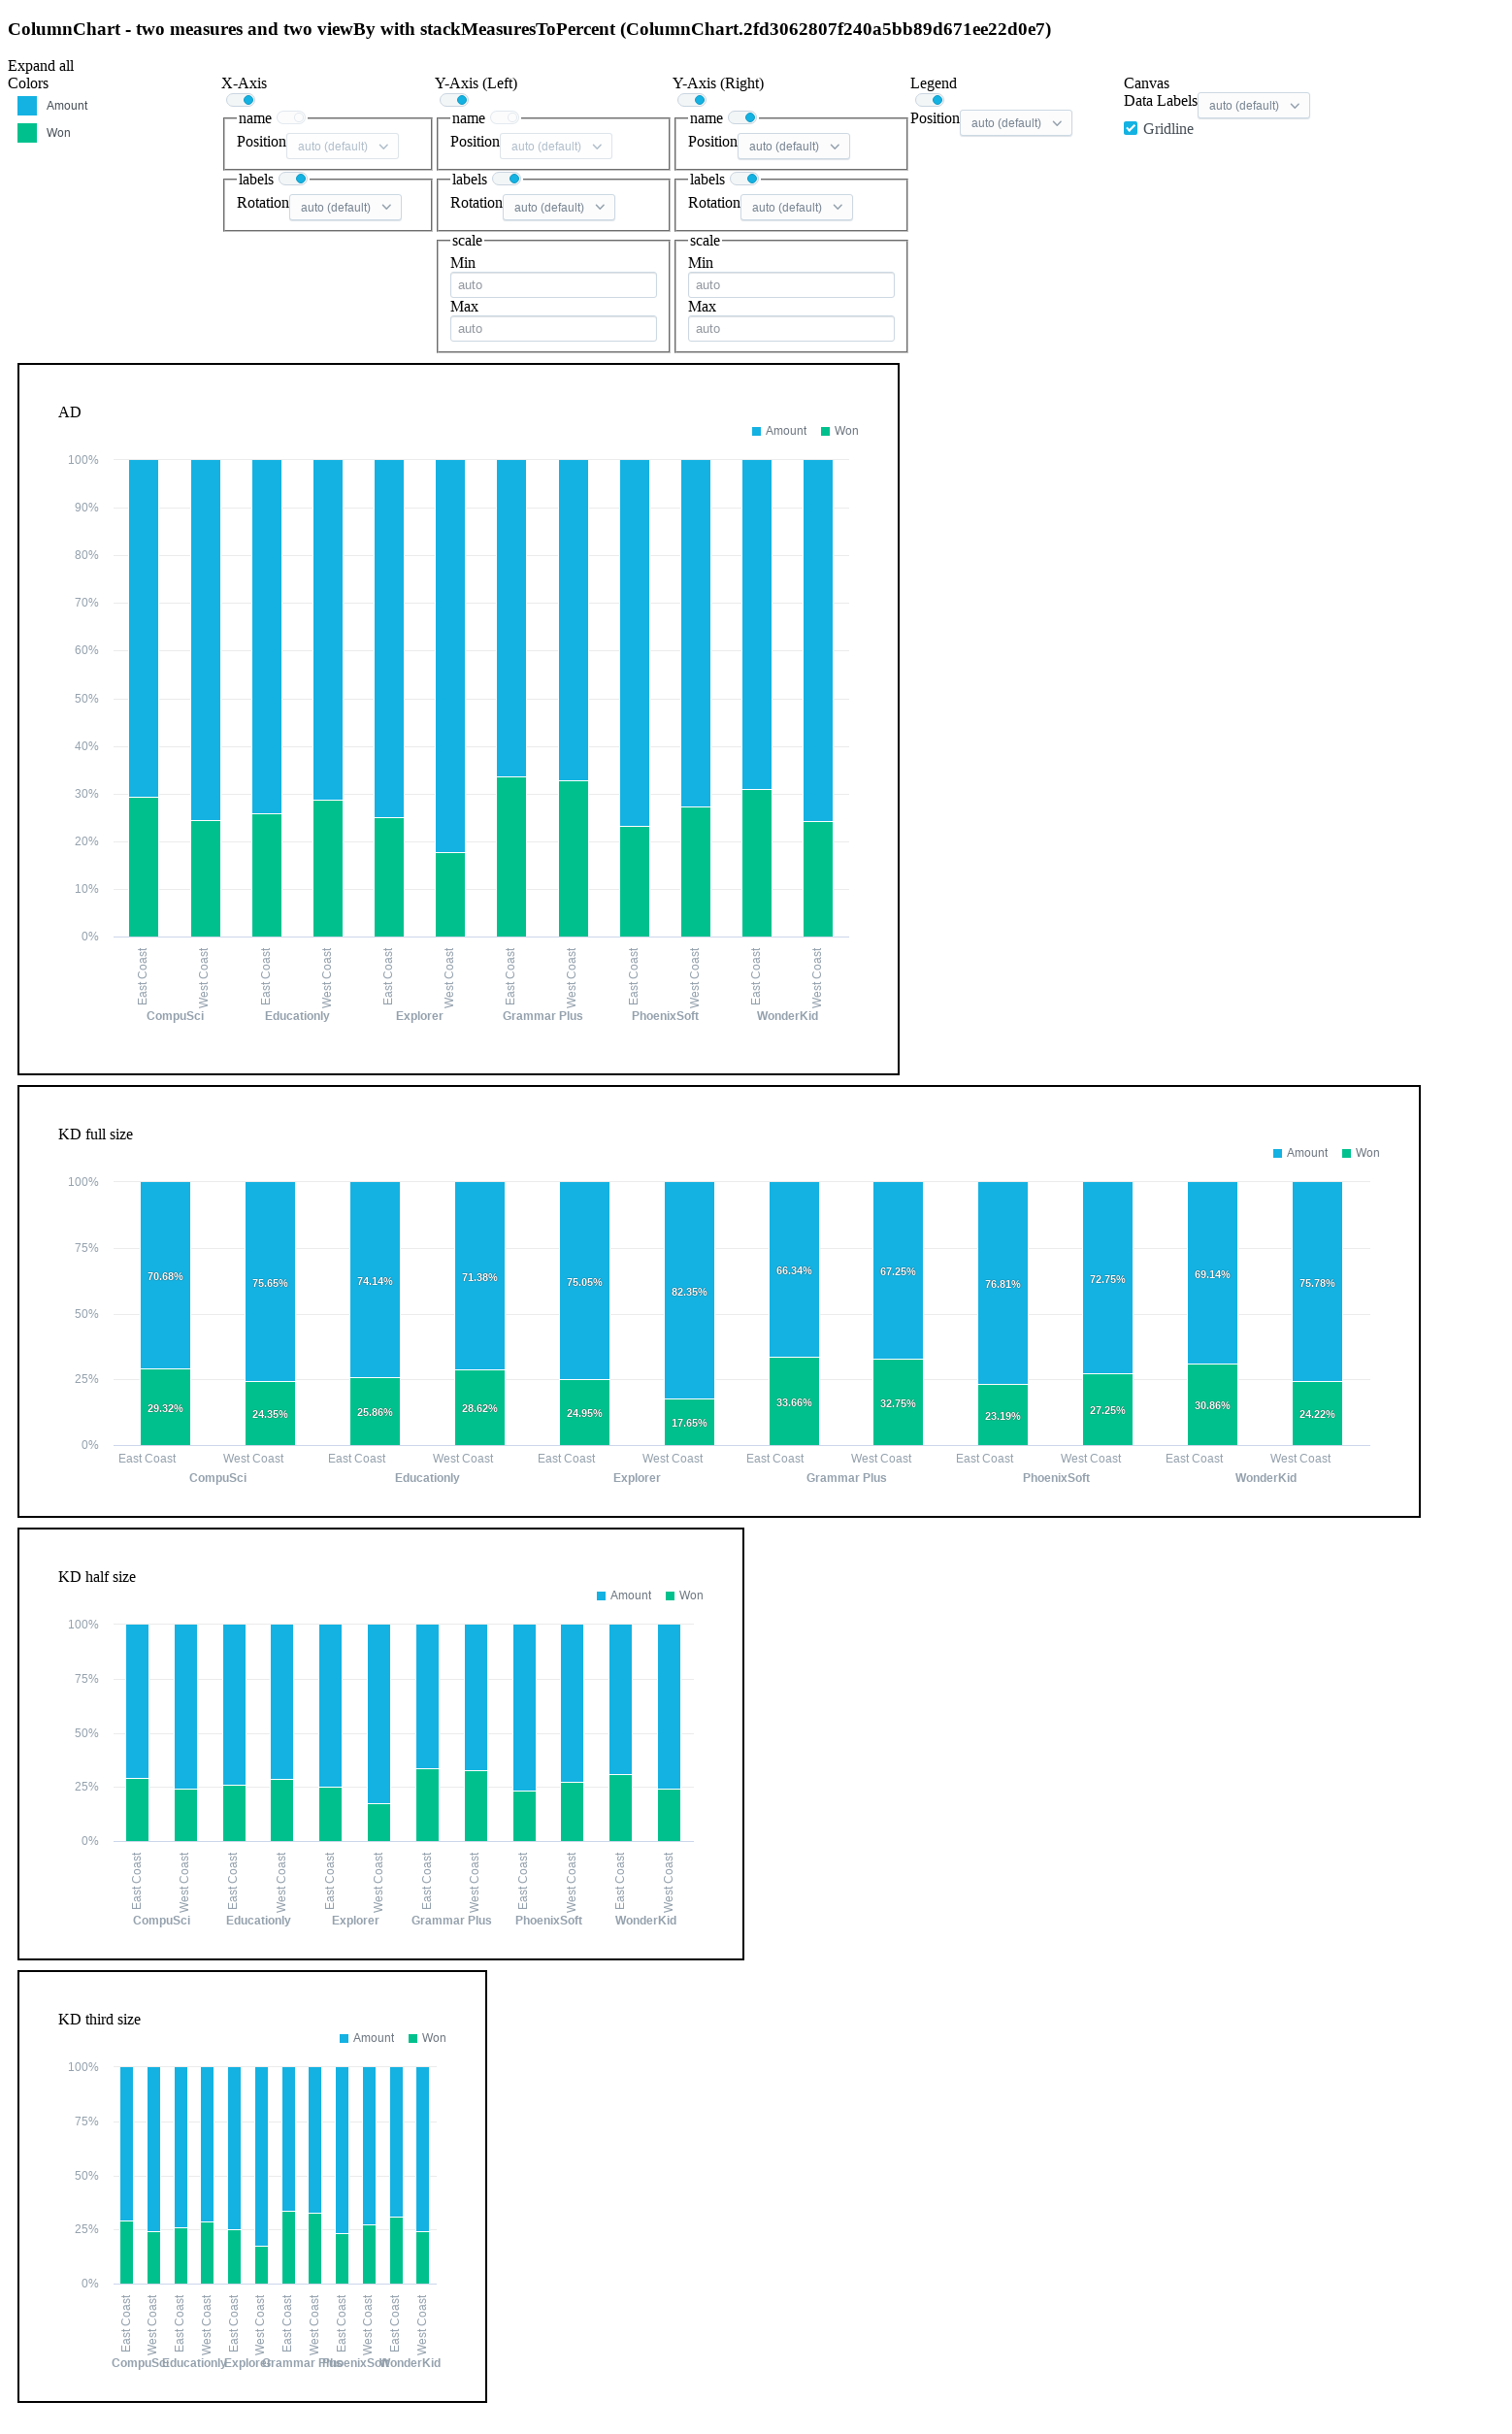 ColumnChart - two measures and two viewBy with stackMeasuresToPercent (ColumnChart.2fd3062807f240a5bb89d671ee22d0e7)
Expand all
Colors
Amount
Won
X-Axis
name
Position auto (default)
labels
Rotation auto (default)
Y-Axis (Left)
name
Position auto (default)
labels
Rotation auto (default)
scale
Min
auto
Max
auto
Y-Axis (Right)
name
Position auto (default)
labels
Rotation auto (default)
scale
Min
auto
Max
auto
Legend
Position auto (default)
Canvas
Data Labels auto (default)
Gridline
AD
Amount Won
100%
90%
80%
70%
60%
50%
40%
30%
20%
10%
0%
East Coast West Coast East Coast West Coast East Coast West Coast East Coast West Coast East Coast West Coast East Coast West Coast
CompuSci Educationly Explorer Grammar Plus PhoenixSoft WonderKid
KD full size
Amount Won
100%
75%
50%
25%
0%
70.68% 75.65% 74.14% 71.38% 75.05% 82.35% 66.34% 67.25% 76.81% 72.75% 69.14% 75.78%
29.32% 24.35% 25.86% 28.62% 24.95% 17.65% 33.66% 32.75% 23.19% 27.25% 30.86% 24.22%
East Coast West Coast East Coast West Coast East Coast West Coast East Coast West Coast East Coast West Coast East Coast West Coast
CompuSci Educationly Explorer Grammar Plus PhoenixSoft WonderKid
KD half size
Amount Won
100%
75%
50%
25%
0%
East Coast West Coast East Coast West Coast East Coast West Coast East Coast West Coast East Coast West Coast East Coast West Coast
CompuSci Educationly Explorer Grammar Plus PhoenixSoft WonderKid
KD third size
Amount Won
100%
75%
50%
25%
0%
East Coast West Coast East Coast West Coast East Coast West Coast East Coast West Coast East Coast West Coast East Coast West Coast
CompuSci Educationly Explorer Grammar Plus PhoenixSoft WonderKid